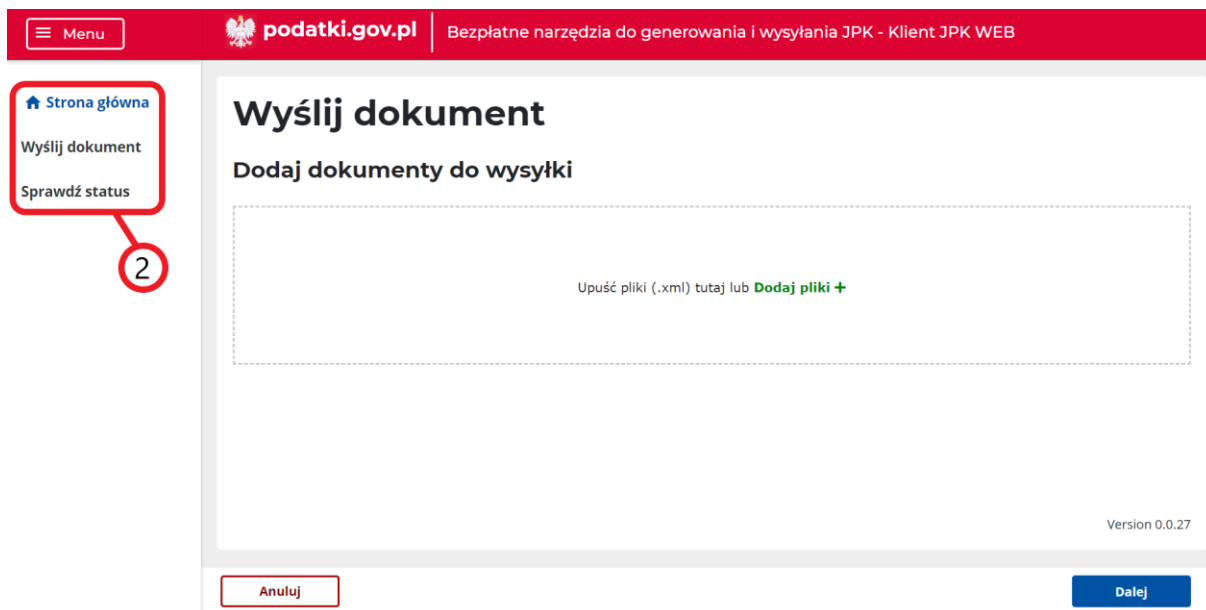 Menu
podatki.gov.pl
Bezpłatne narzędzia do generowania i wysyłania JPK - Klient JPK WEB
Strona główna
Wyślij dokument
Sprawdź status
2
Wyślij dokument
Dodaj dokumenty do wysyłki
Upuść pliki (.xml) tutaj lub Dodaj pliki +
Version 0.0.27
Anuluj
Dalej